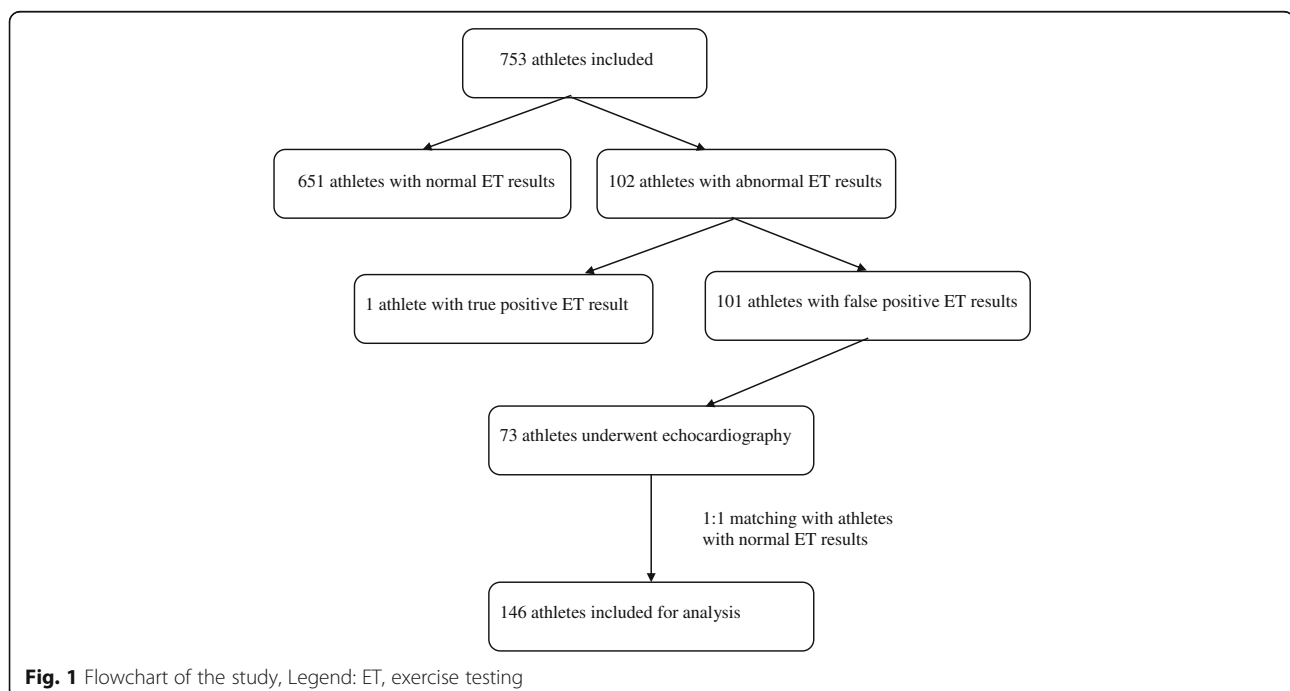 753 athletes included
651 athletes with normal ET results
102 athletes with abnormal ET results
1 athlete with true positive ET result
101 athletes with false positive ET results
73 athletes underwent echocardiography
1:1 matching with athletes
with normal ET results
146 athletes included for analysis
Fig. 1 Flowchart of the study, Legend: ET, exercise testing